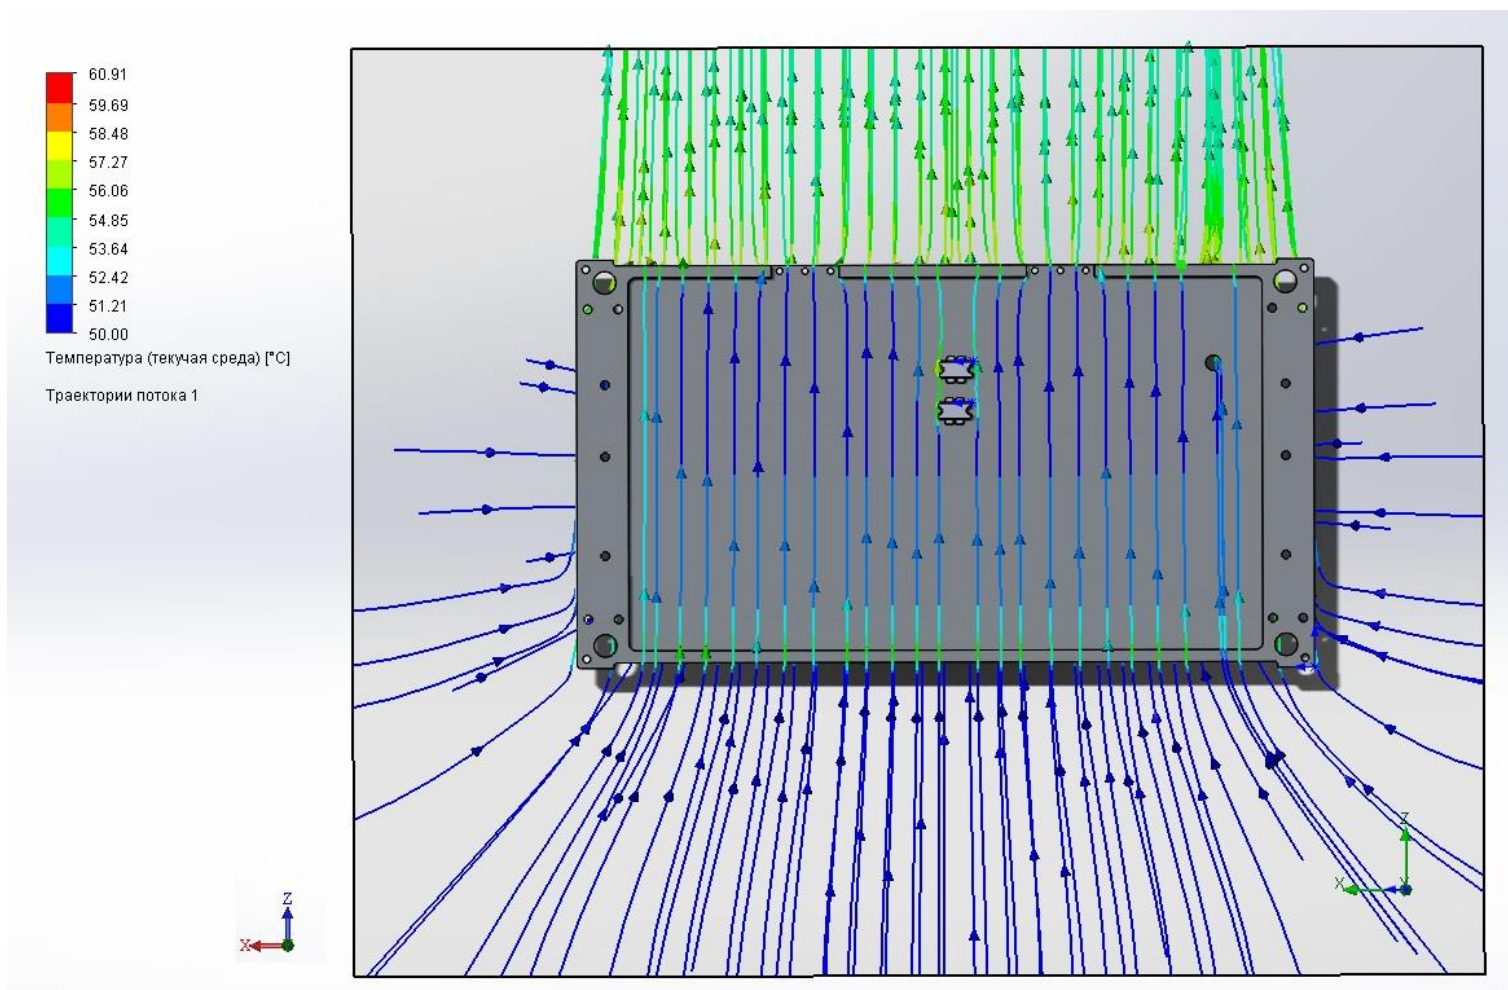 60.91
59.69
58.48
57.27
56.06
54.85
53.64
52.42
51.21
50.00
Температура (текучая среда) [°C]
Траектории потока 1
Z
X
Z
X
Y